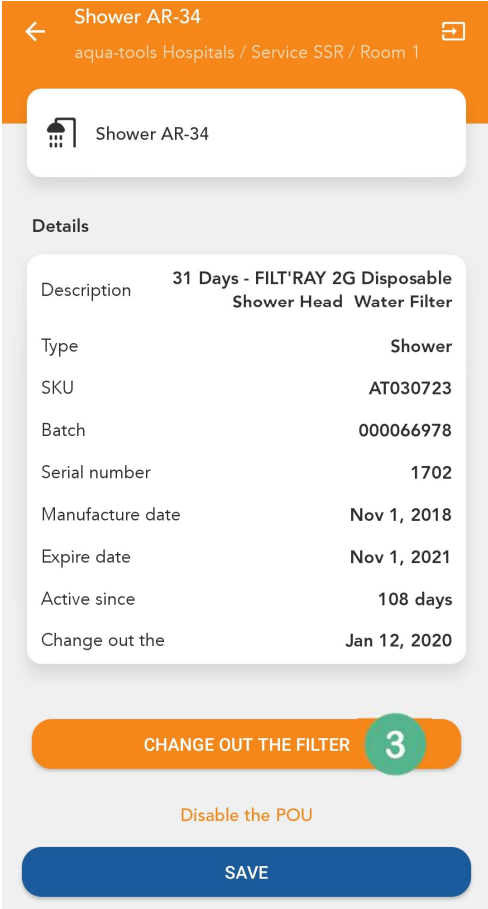 Shower AR-34
aqua-tools Hospitals / Service SSR / Room 1
Shower AR-34
Details
Description 31 Days - FILT'RAY 2G Disposable
Shower Head Water Filter
Type Shower
SKU AT030723
Batch 000066978
Serial number 1702
Manufacture date Nov 1, 2018
Expire date Nov 1, 2021
Active since 108 days
Change out the Jan 12, 2020
CHANGE OUT THE FILTER 3
Disable the POU
SAVE